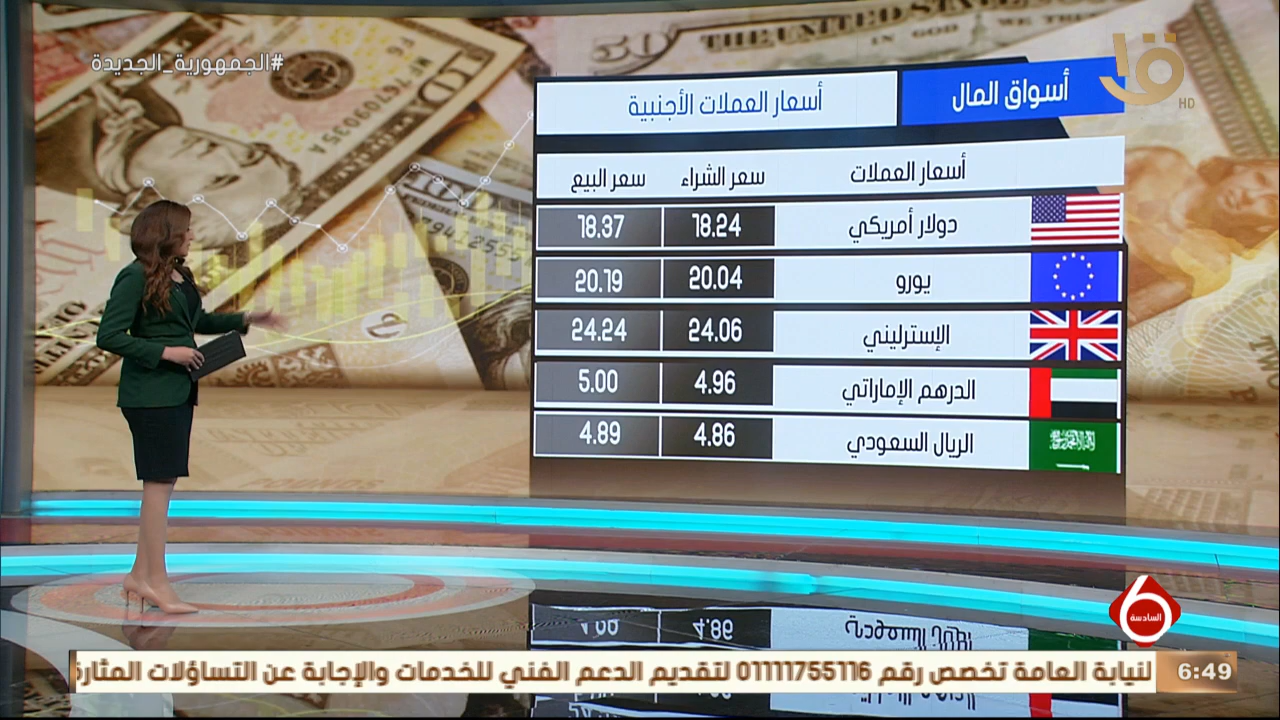 #الجمهورية_الجديدة
HD
أسواق المال
أسعار العملات الأجنبية
أسعار العملات سعر الشراء سعر البيع
دولار أمريكي 18.24 18.37
يورو 20.04 20.19
الإسترليني 24.06 24.24
الدرهم الإماراتي 4.96 5.00
الريال السعودي 4.86 4.89
السادسة
6:49
لنيابة العامة تخصص رقم 01111755116 لتقديم الدعم الفني للخدمات والإجابة عن التساؤلات المثارة